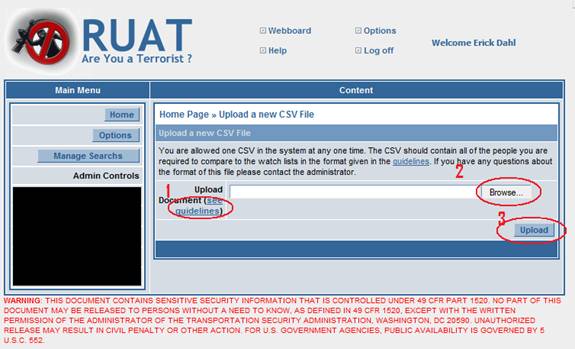 RUAT
Are You a Terrorist ?
Webboard
Options
Help
Log off
Welcome Erick Dahl
Main Menu
Content
Home
Options
Manage Searchs
Admin Controls
Home Page » Upload a new CSV File
Upload a new CSV File
You are allowed one CSV in the system at any one time. The CSV should contain all of the people you are
required to compare to the watch lists in the format given in the guidelines. If you have any questions about
the format of this file please contact the administrator.
1
Upload
Document (see
guidelines)
2
Browse...
3
Upload
WARNING: THIS DOCUMENT CONTAINS SENSITIVE SECURITY INFORMATION THAT IS CONTROLLED UNDER 49 CFR PART 1520. NO PART OF THIS
DOCUMENT MAY BE RELEASED TO PERSONS WITHOUT A NEED TO KNOW, AS DEFINED IN 49 CFR 1520, EXCEPT WITH THE WRITTEN
PERMISSION OF THE ADMINISTRATOR OF THE TRANSPORTATION SECURITY ADMINISTRATION, WASHINGTON, DC 20590. UNAUTHORIZED
RELEASE MAY RESULT IN CIVIL PENALTY OR OTHER ACTION. FOR U.S. GOVERNMENT AGENCIES, PUBLIC AVAILABILITY IS GOVERNED BY 5
U.S.C. 552.